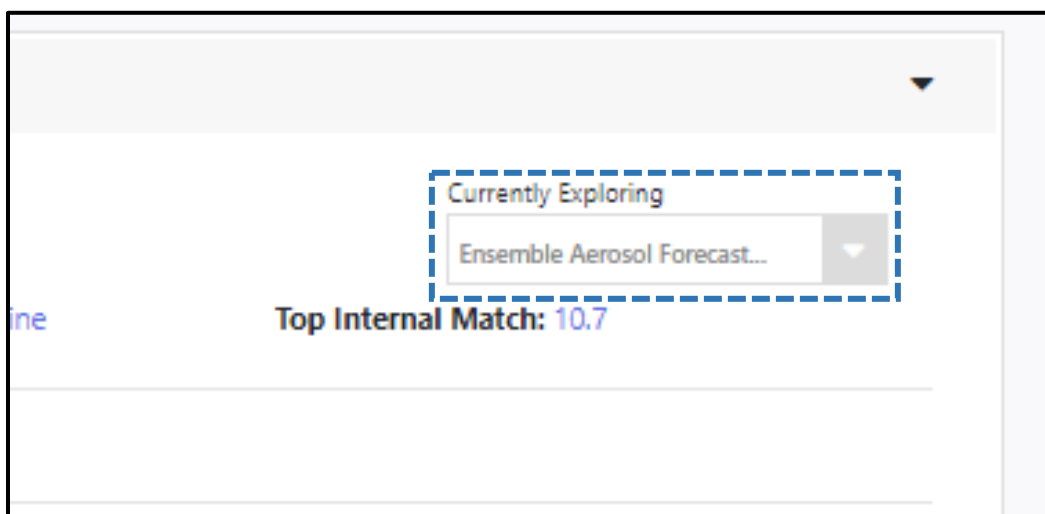 Currently Exploring
Ensemble Aerosol Forecast...
ine
Top Internal Match: 10.7